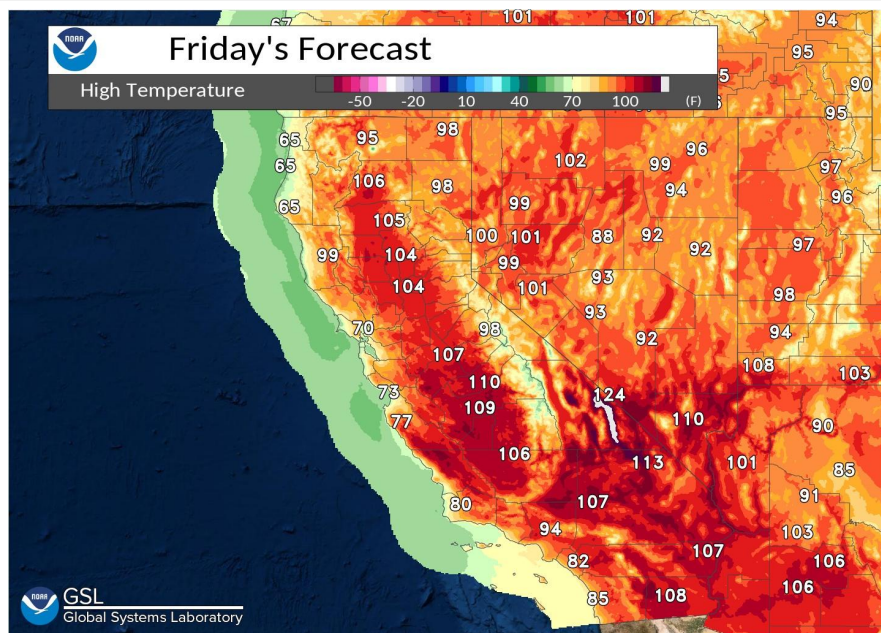 67 101 101 94
NOAA Friday's Forecast
95
High Temperature
-50 -20 10 40 70 100 (F)
90
95
65 95 98 96
65 102 99 97
106 98 94 96
65 99
105
100 101 88 92 97
99 104 99 92
104 101 93 98
70 98 93 94
107 92
108 103
110
73 109 124 110 90
77
106 113 101 85
80 107 91
94 103
82 107 106
85 108 106
NOAA GSL
Global Systems Laboratory